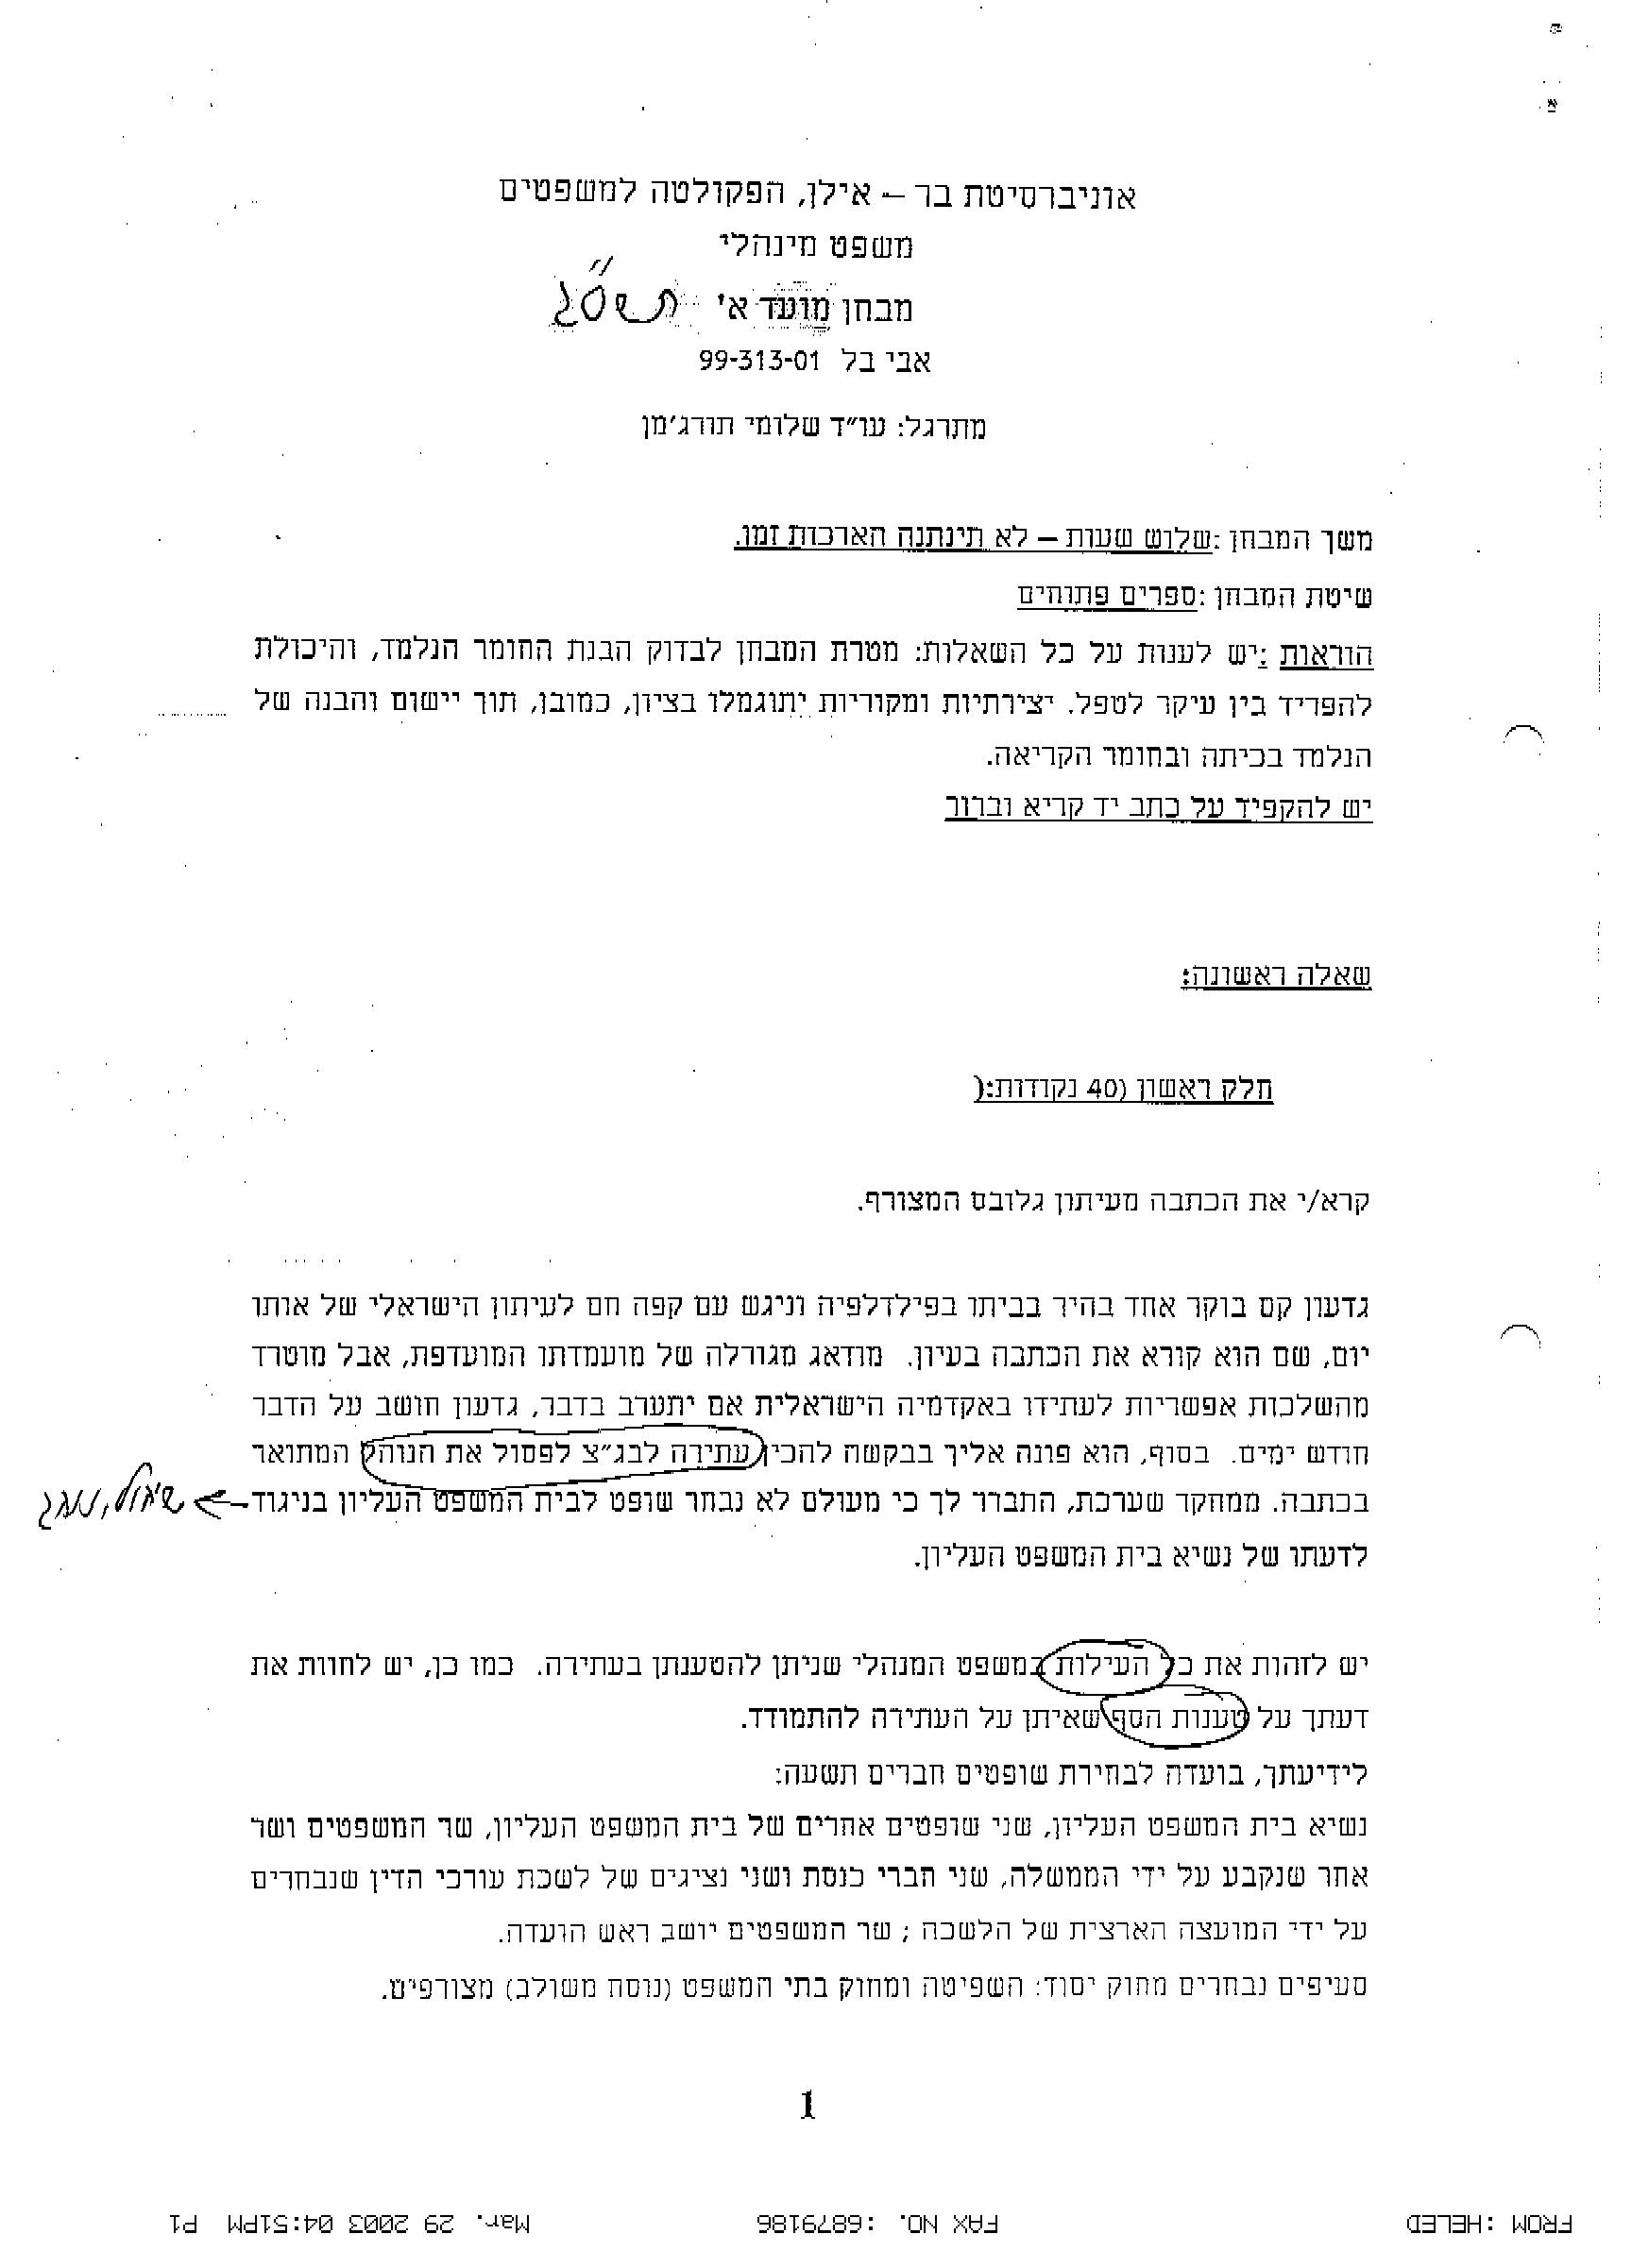 אוניברסיטת בר – אילן, הפקולטה למשפטים
משפט מינהלי
מבחן מועד א' תשס"ג
אבי בל 99-313-01
מתרגל: עו"ד שלומי תורג'מן
משך המבחן :שלוש שעות – לא תינתנה הארכות זמן.
שיטת המבחן :ספרים פתוחים
הוראות :יש לענות על כל השאלות: מטרת המבחן לבדוק הבנת החומר הנלמד, והיכולת
להפריד בין עיקר לטפל. יצירתיות ומקוריות יתוגמלו בציון, כמובן, תוך יישום והבנה של
הנלמד בכיתה ובחומר הקריאה.
יש להקפיד על כתב יד קריא וברור
שאלה ראשונה:
חלק ראשון (40 נקודות:(
קרא/י את הכתבה מעיתון גלובס המצורף.
גדעון קם בוקר אחד בהיר בביתו בפילדלפיה וניגש עם קפה חם לעיתון הישראלי של אותו
יום, שם הוא קורא את הכתבה בעיון. מודאג מגורלה של מועמדתו המועדפת, אבל מוטרד
מהשלכות אפשריות לעתידו באקדמיה הישראלית אם יתערב בדבר, גדעון חושב על הדבר
חודש ימים. בסוף, הוא פונה אליך בבקשה להכין עתירה לבג"צ לפסול את הנוהל המתואר
בכתבה. ממחקר שערכת, התברר לך כי מעולם לא נבחר שופט לבית המשפט העליון בניגוד
לדעתו של נשיא בית המשפט העליון.
יש לזהות את כל העילות במשפט המנהלי שניתן להטענתן בעתירה. כמו כן, יש לחוות את
דעתך על טענות הסף שאיתן על העתירה להתמודד.
לידיעתך, בועדה לבחירת שופטים חברים תשעה:
נשיא בית המשפט העליון, שני שופטים אחרים של בית המשפט העליון, שר המשפטים ושר
אחר שנקבע על ידי הממשלה, שני חברי כנסת ושני נציגים של לשכת עורכי הדין שנבחרים
על ידי המועצה הארצית של הלשכה ; שר המשפטים יושב ראש הועדה.
סעיפים נבחרים מחוק יסוד: השפיטה ומחוק בתי המשפט (נוסח משולב) מצורפים.
1
FROM :HELED FAX NO. :6879186 Mar. 29 2003 04:51PM P1